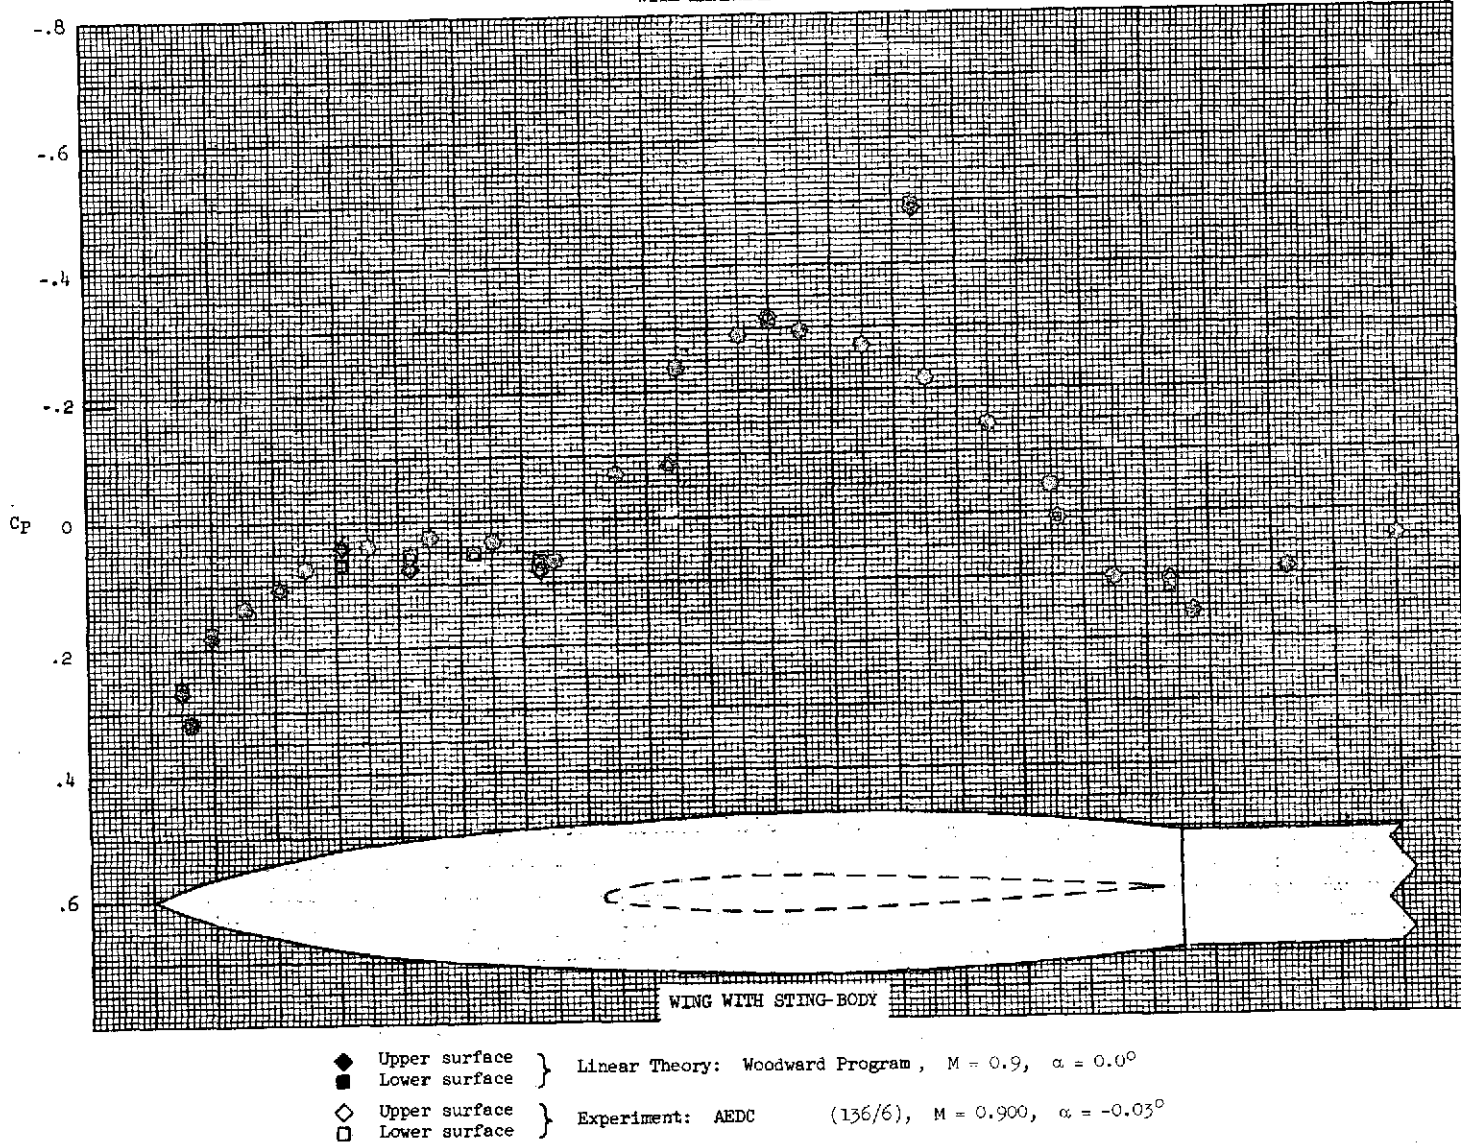 -.8
-.6
-.4
-.2
CP 0
.2
.4
.6
WING WITH STING-BODY
Upper surface
Lower surface
Linear Theory: Woodward Program, M = 0.9, α = 0.0°
Upper surface
Lower surface
Experiment: AEDC (136/6), M = 0.900, α = -0.03°